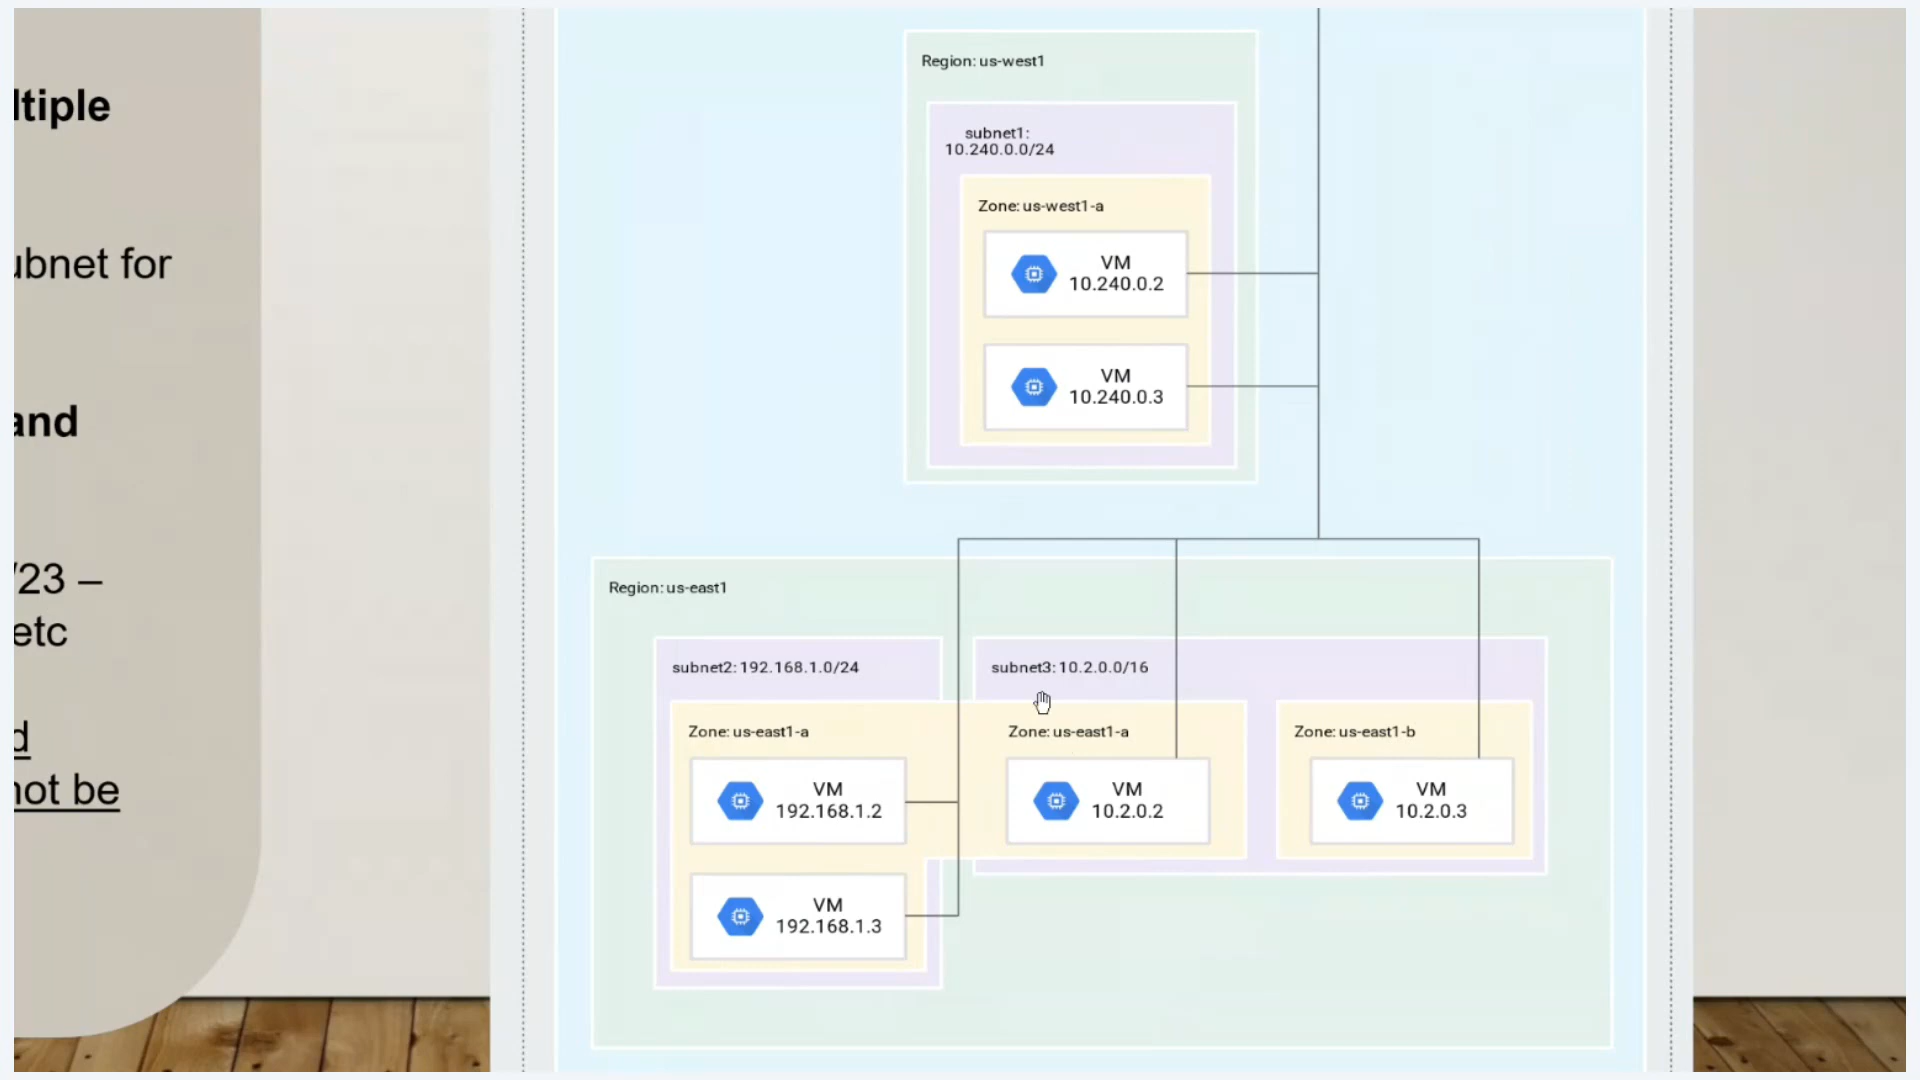 ltiple
ubnet for
and
/23 –
etc
d
not be
Region: us-west1
subnet1:
10.240.0.0/24
Zone: us-west1-a
VM
10.240.0.2
VM
10.240.0.3
Region: us-east1
subnet2: 192.168.1.0/24
subnet3: 10.2.0.0/16
Zone: us-east1-a
Zone: us-east1-a
Zone: us-east1-b
VM
192.168.1.2
VM
10.2.0.2
VM
10.2.0.3
VM
192.168.1.3